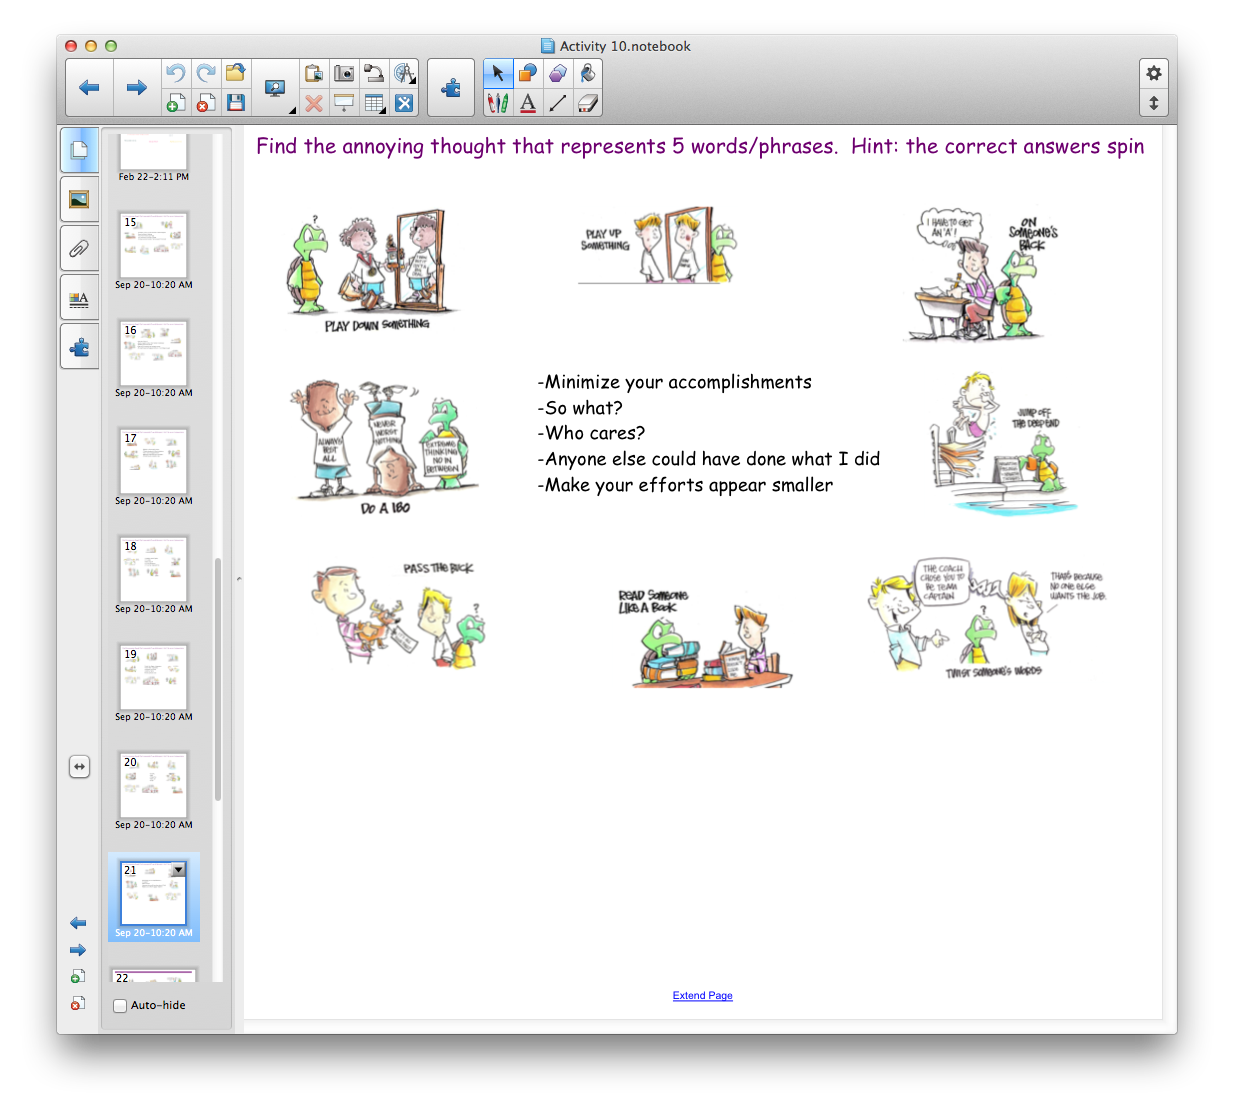 Activity 10.notebook
Feb 22-2:11 PM
15
Sep 20-10:20 AM
16
Sep 20-10:20 AM
17
Sep 20-10:20 AM
18
Sep 20-10:20 AM
19
Sep 20-10:20 AM
20
Sep 20-10:20 AM
21
Sep 20-10:20 AM
22
Auto-hide
Find the annoying thought that represents 5 words/phrases. Hint: the correct answers spin
?
PLAY DOWN SOMETHING
PLAY UP
SOMETHING
I HAVE TO GET
AN 'A'!
ON
SOMEONE'S
BACK
ALWAYS
BEST
ALL
NEVER
WORST
NOTHING
EXTREME
THINKING
NO IN
BETWEEN
DO A 180
-Minimize your accomplishments
-So what?
-Who cares?
-Anyone else could have done what I did
-Make your efforts appear smaller
JUMP OFF
THE DEEP END
PASS THE BUCK
?
READ SOMEONE
LIKE A BOOK
THE COACH
CHOSE YOU TO
BE TEAM
CAPTAIN
THAT'S BECAUSE
NO ONE ELSE
WANTS THE JOB.
?
TWIST SOMEONE'S WORDS
Extend Page